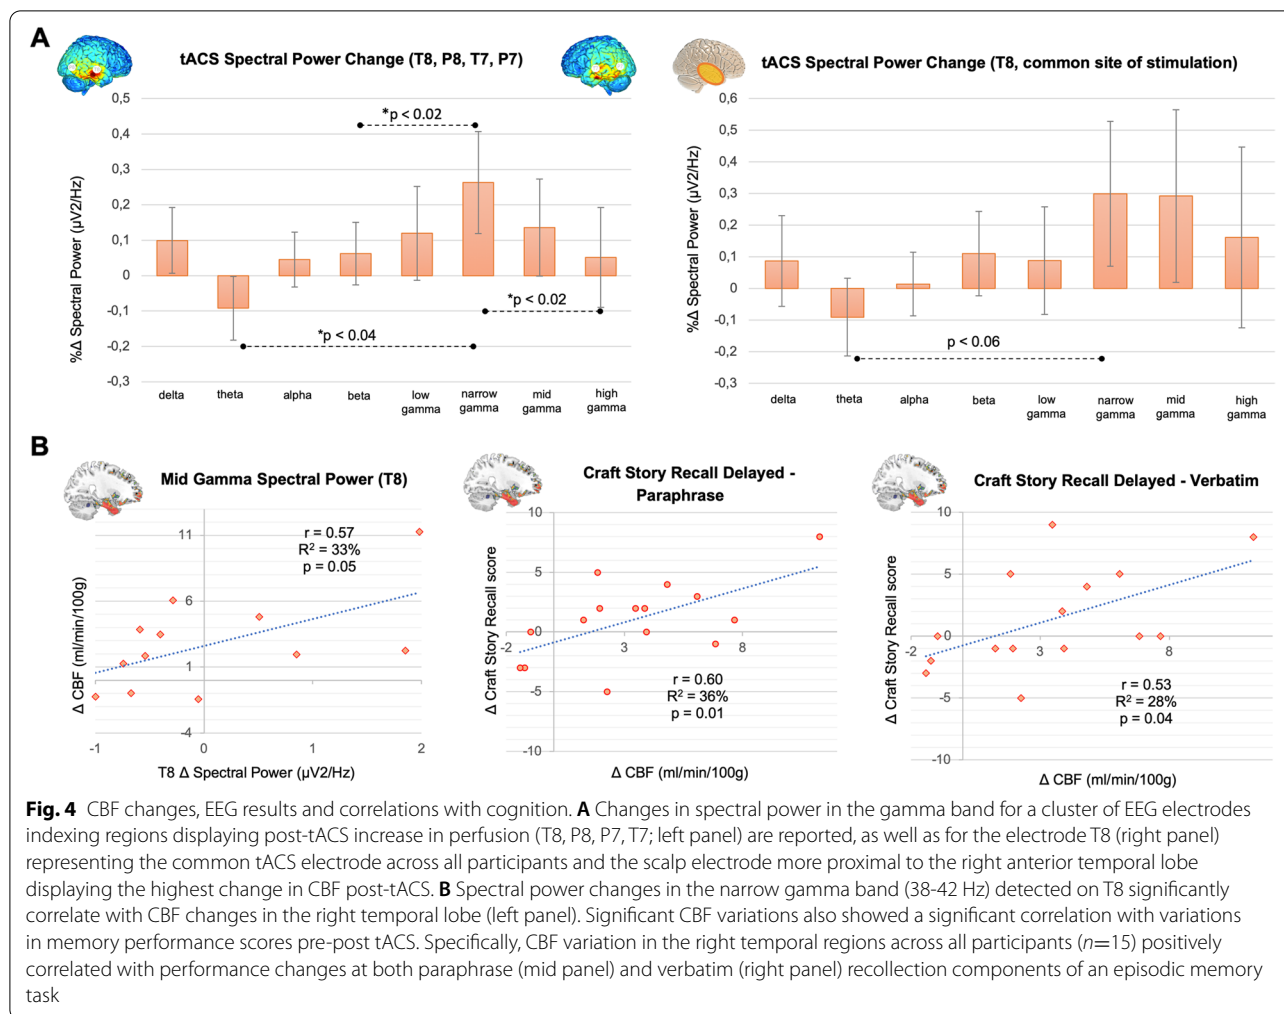 A
tACS Spectral Power Change (T8, P8, T7, P7)
%Δ Spectral Power (µV2/Hz)
0,5
0,4
0,3
0,2
0,1
0
-0,1
-0,2
-0,3
*p < 0.02
*p < 0.02
*p < 0.04
delta theta alpha beta low gamma narrow gamma mid gamma high gamma
tACS Spectral Power Change (T8, common site of stimulation)
%Δ Spectral Power (µV2/Hz)
0,6
0,5
0,4
0,3
0,2
0,1
0
-0,1
-0,2
-0,3
p < 0.06
delta theta alpha beta low gamma narrow gamma mid gamma high gamma
B
Mid Gamma Spectral Power (T8)
Δ CBF (ml/min/100g)
11
6
1
-4
r = 0.57
R² = 33%
p = 0.05
-1 0 1 2
T8 Δ Spectral Power (µV2/Hz)
Craft Story Recall Delayed -
Paraphrase
Δ Craft Story Recall score
10
5
0
-5
-10
-2 3 8
r = 0.60
R² = 36%
p = 0.01
Δ CBF (ml/min/100g)
Craft Story Recall Delayed - Verbatim
Δ Craft Story Recall score
10
5
0
-5
-10
-2 3 8
r = 0.53
R² = 28%
p = 0.04
Δ CBF (ml/min/100g)
Fig. 4 CBF changes, EEG results and correlations with cognition. A Changes in spectral power in the gamma band for a cluster of EEG electrodes
indexing regions displaying post-tACS increase in perfusion (T8, P8, P7, T7; left panel) are reported, as well as for the electrode T8 (right panel)
representing the common tACS electrode across all participants and the scalp electrode more proximal to the right anterior temporal lobe
displaying the highest change in CBF post-tACS. B Spectral power changes in the narrow gamma band (38-42 Hz) detected on T8 significantly
correlate with CBF changes in the right temporal lobe (left panel). Significant CBF variations also showed a significant correlation with variations
in memory performance scores pre-post tACS. Specifically, CBF variation in the right temporal regions across all participants (n=15) positively
correlated with performance changes at both paraphrase (mid panel) and verbatim (right panel) recollection components of an episodic memory
task